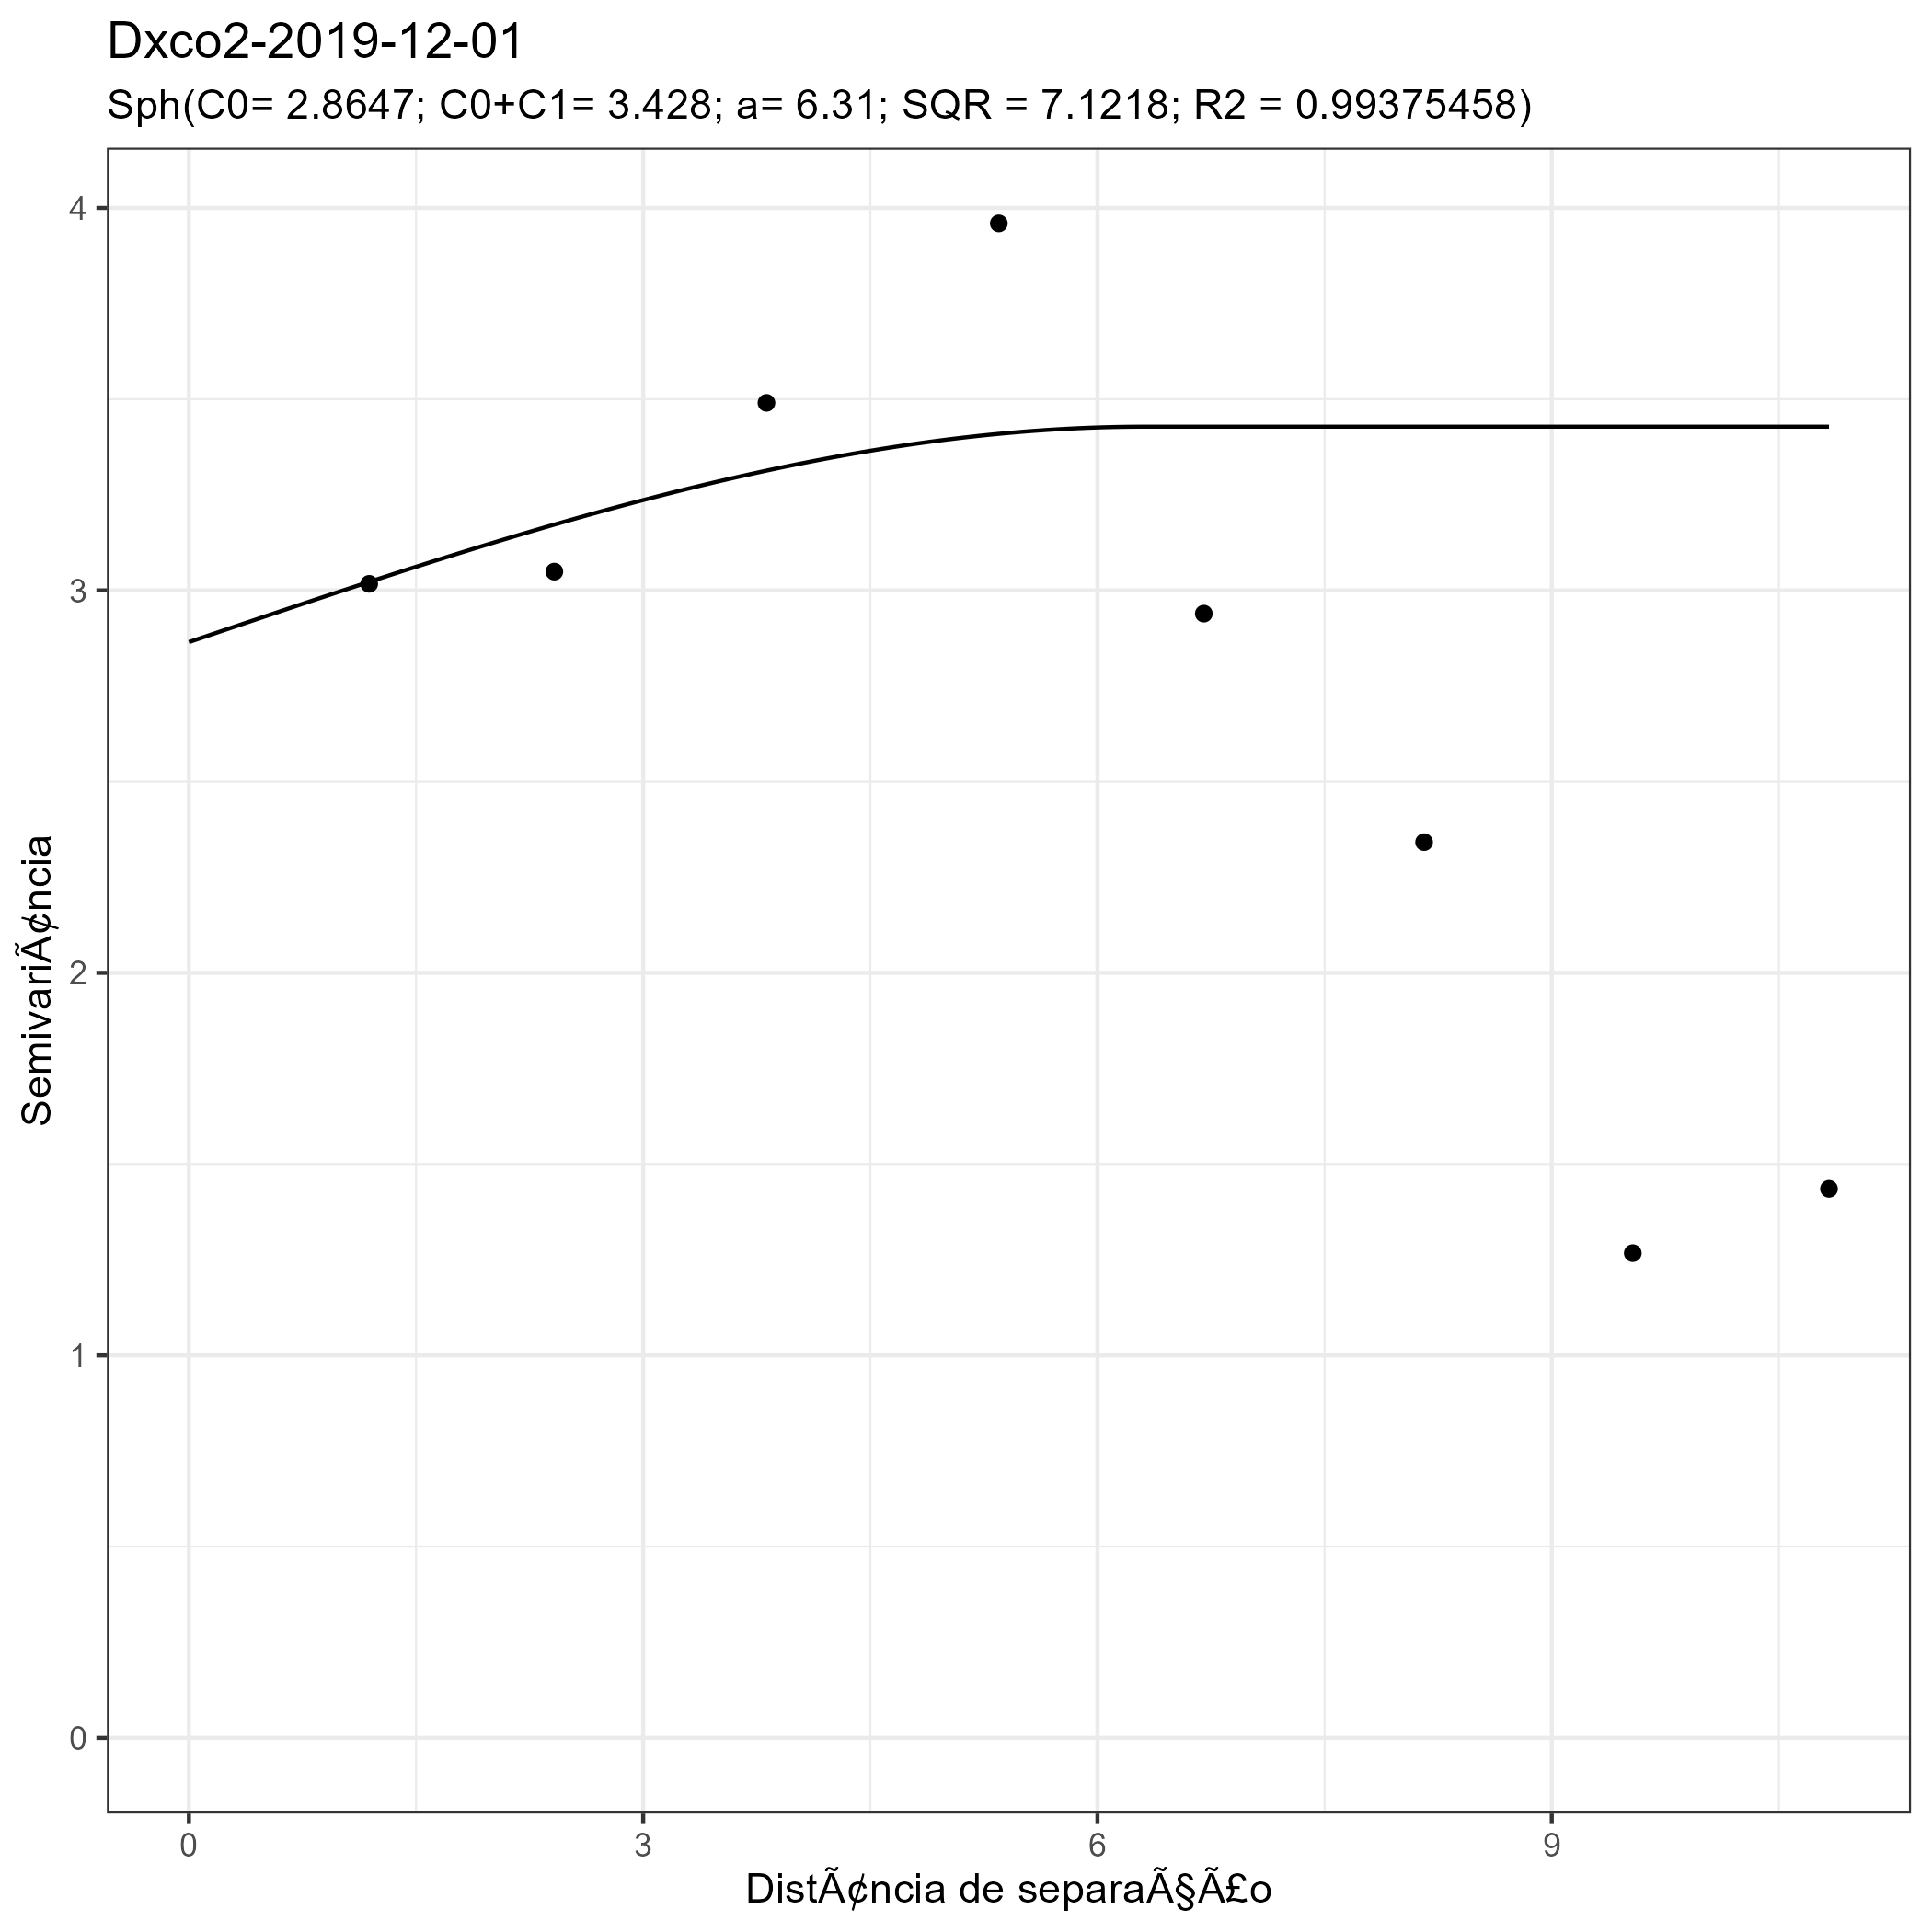 Dxco2-2019-12-01
Sph(C0= 2.8647; C0+C1= 3.428; a= 6.31; SQR = 7.1218; R2 = 0.99375458)
4
3
2
1
0
SemivariÃ¢ncia
0 3 6 9
DistÃ¢ncia de separaÃ§Ã£o